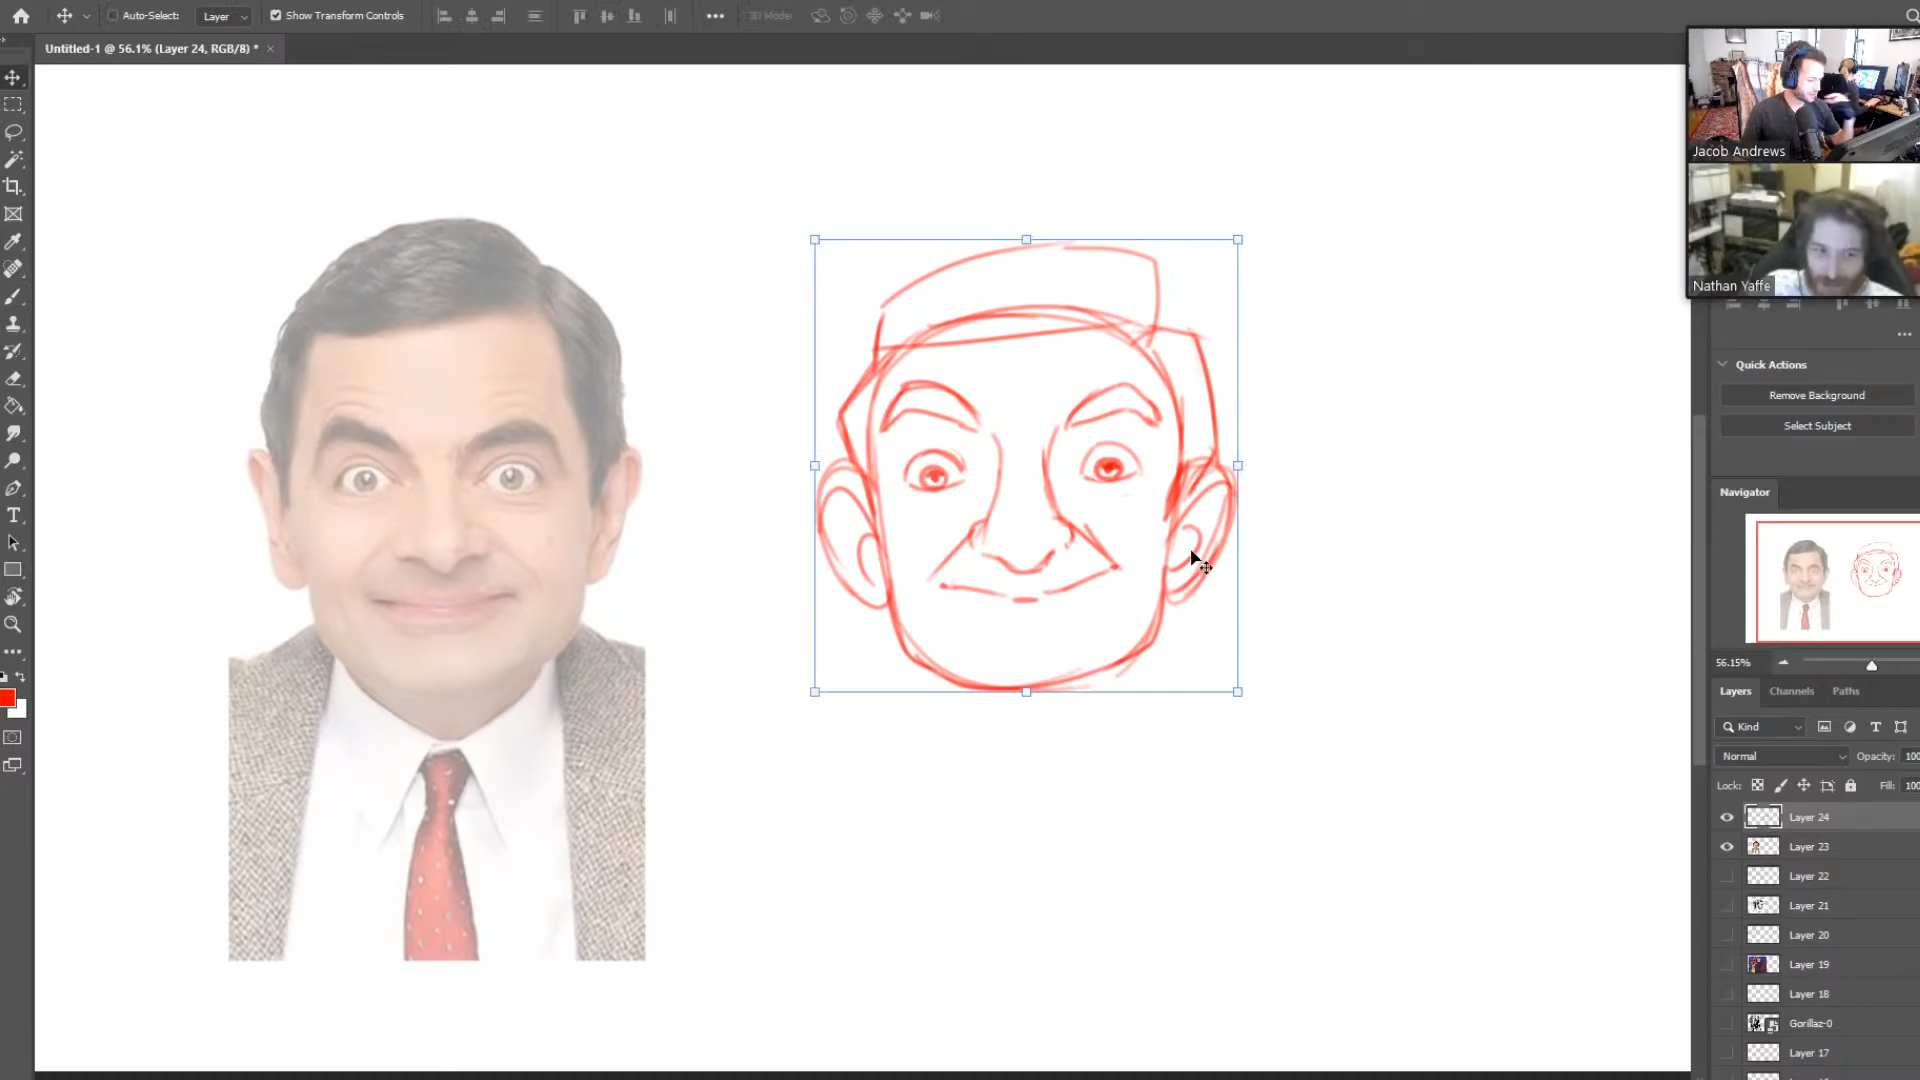 Auto-Select:
Layer
Show Transform Controls
Untitled-1 @ 56.1% (Layer 24, RGB/8) *
Jacob Andrews
Nathan Yaffe
Quick Actions
Remove Background
Select Subject
Navigator
56.15%
Layers Channels Paths
Kind
Normal
Opacity: 100
Lock:
Fill: 100
Layer 24
Layer 23
Layer 22
Layer 21
Layer 20
Layer 19
Layer 18
Gorillaz-0
Layer 17